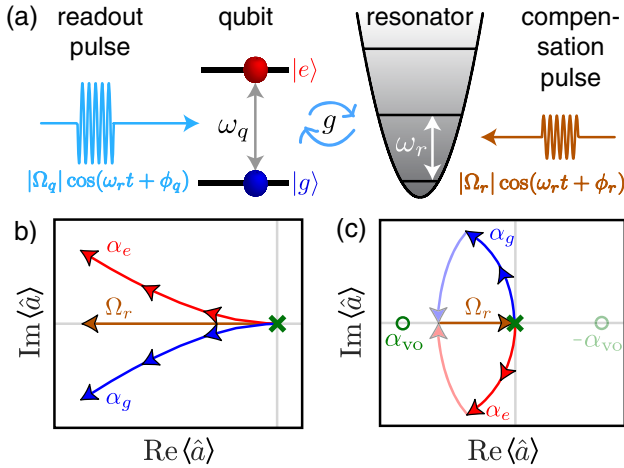 (a)
readout
pulse
qubit
resonator
compen-
sation
pulse
|e⟩
ω_q
g
ω_r
|g⟩
|Ω_q| cos(ω_r t + ϕ_q)
|Ω_r| cos(ω_r t + ϕ_r)
b)
α_e
Ω_r
α_g
Im ⟨â⟩
Re ⟨â⟩
(c)
α_g
Ω_r
α_vo
-α_vo
α_e
Im ⟨â⟩
Re ⟨â⟩